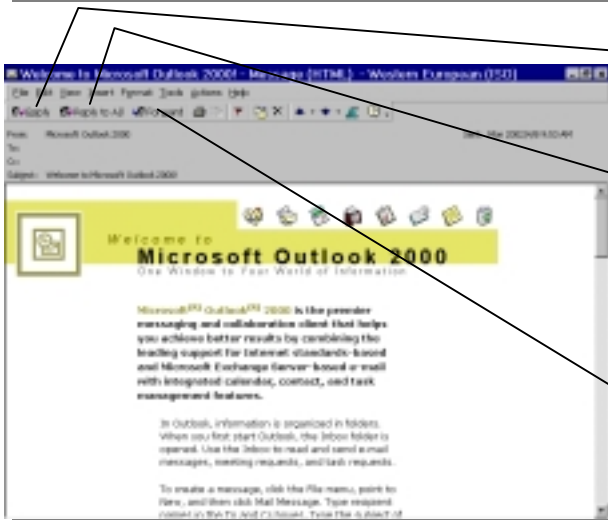 Welcome to Microsoft Outlook 2000! - Message (HTML) - Western European (ISO)
File Edit View Insert Format Tools Actions Help
Reply Reply to All Forward
From: Microsoft Outlook 2000
To:
Cc:
Subject: Welcome to Microsoft Outlook 2000!
Welcome to
Microsoft Outlook 2000
One Window to Your World of Information
Microsoft Outlook 2000 is the premier
messaging and collaboration client that helps
you achieve better results by combining the
leading support for Internet standards-based
and Microsoft Exchange Server-based e-mail
with integrated calendar, contact, and task
management features.
In Outlook, information is organized in folders.
When you first start Outlook, the Inbox folder is
opened. Use the Inbox to read and send e-mail
messages, meeting requests, and task requests.
To create a message, click the File menu, point to
New, and then click Mail Message. Type recipient
names in the To and Cc boxes. Type the subject of